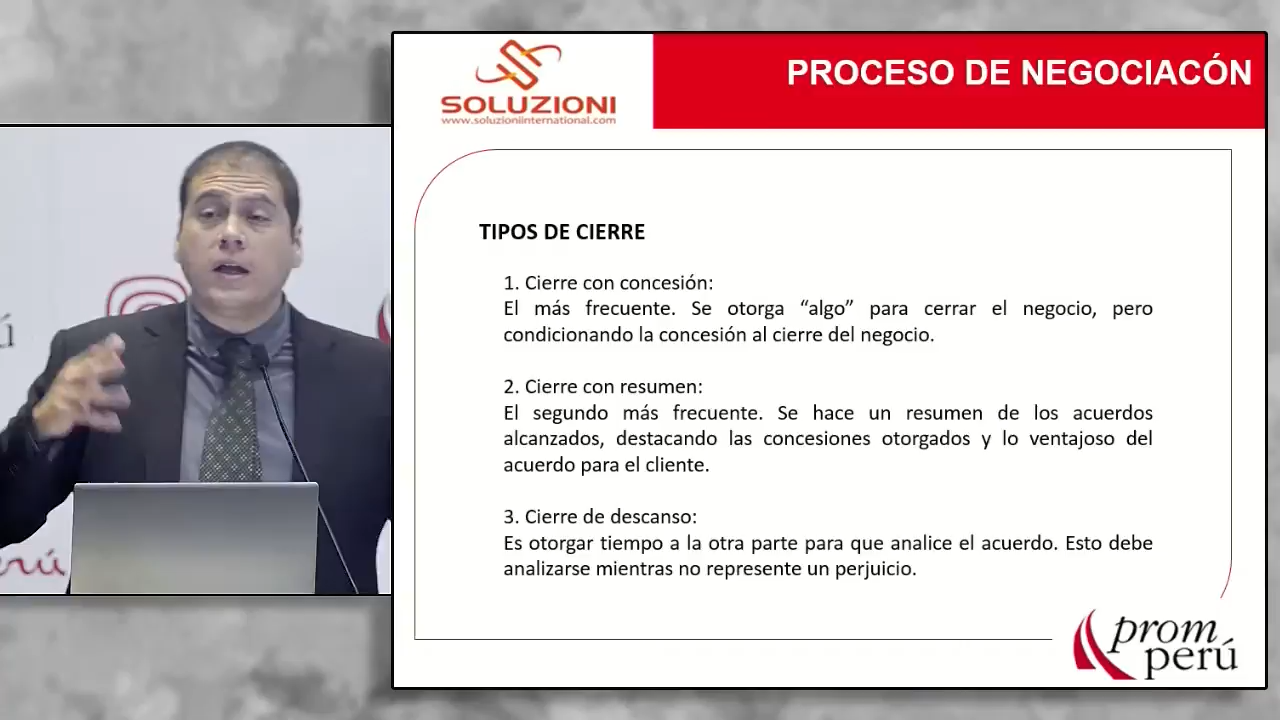 SOLUZIONI
www.soluzioniinternational.com
PROCESO DE NEGOCIACÓN
TIPOS DE CIERRE
1. Cierre con concesión:
El más frecuente. Se otorga “algo” para cerrar el negocio, pero
condicionando la concesión al cierre del negocio.
2. Cierre con resumen:
El segundo más frecuente. Se hace un resumen de los acuerdos
alcanzados, destacando las concesiones otorgados y lo ventajoso del
acuerdo para el cliente.
3. Cierre de descanso:
Es otorgar tiempo a la otra parte para que analice el acuerdo. Esto debe
analizarse mientras no represente un perjuicio.
prom
perú